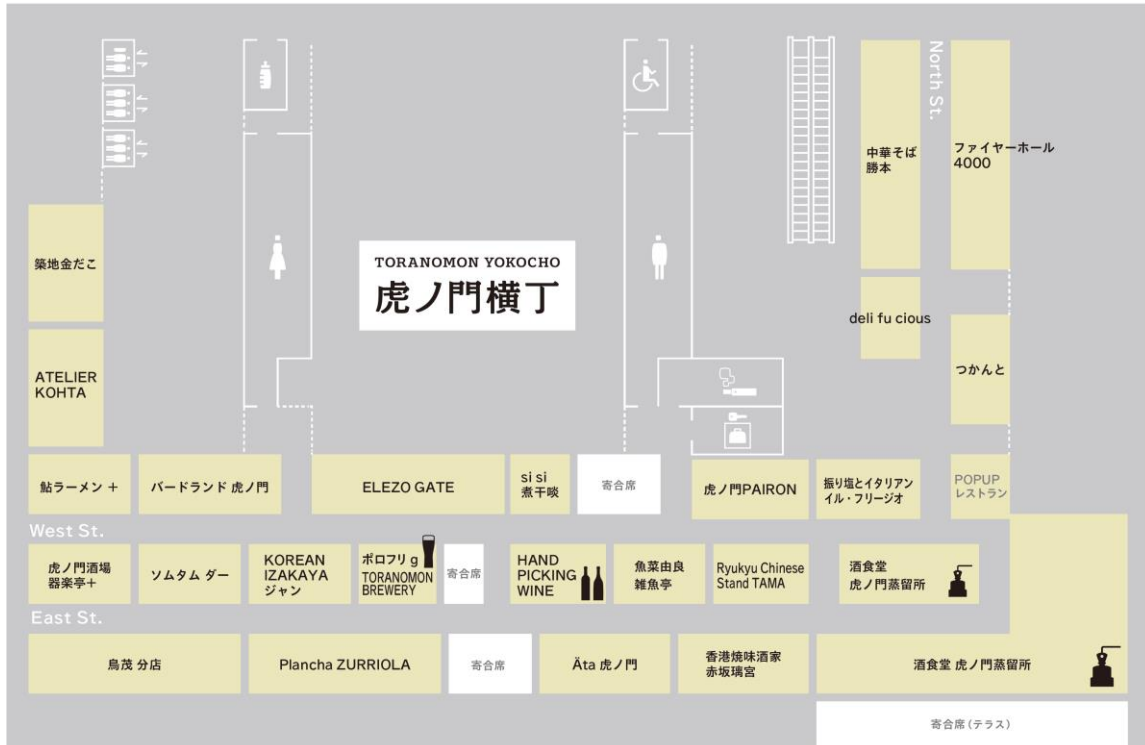 North St.
中華そば
勝本
ファイヤーホール
4000
築地金だこ
TORANOMON YOKOCHO
虎ノ門横丁
deli fu cious
ATELIER
KOHTA
つかんと
鮎ラーメン +
バードランド 虎ノ門
ELEZO GATE
si si
煮干啖
寄合席
虎ノ門PAIRON
振り塩とイタリアン
イル・フリージオ
POPUP
レストラン
West St.
虎ノ門酒場
器楽亭+
ソムタム ダー
KOREAN
IZAKAYA
ジャン
ポロフリ g
TORANOMON
BREWERY
寄合席
HAND
PICKING
WINE
魚菜由良
雑魚亭
Ryukyu Chinese
Stand TAMA
酒食堂
虎ノ門蒸留所
East St.
鳥茂 分店
Plancha ZURRIOLA
寄合席
Äta 虎ノ門
香港焼味酒家
赤坂璃宮
酒食堂 虎ノ門蒸留所
寄合席(テラス)